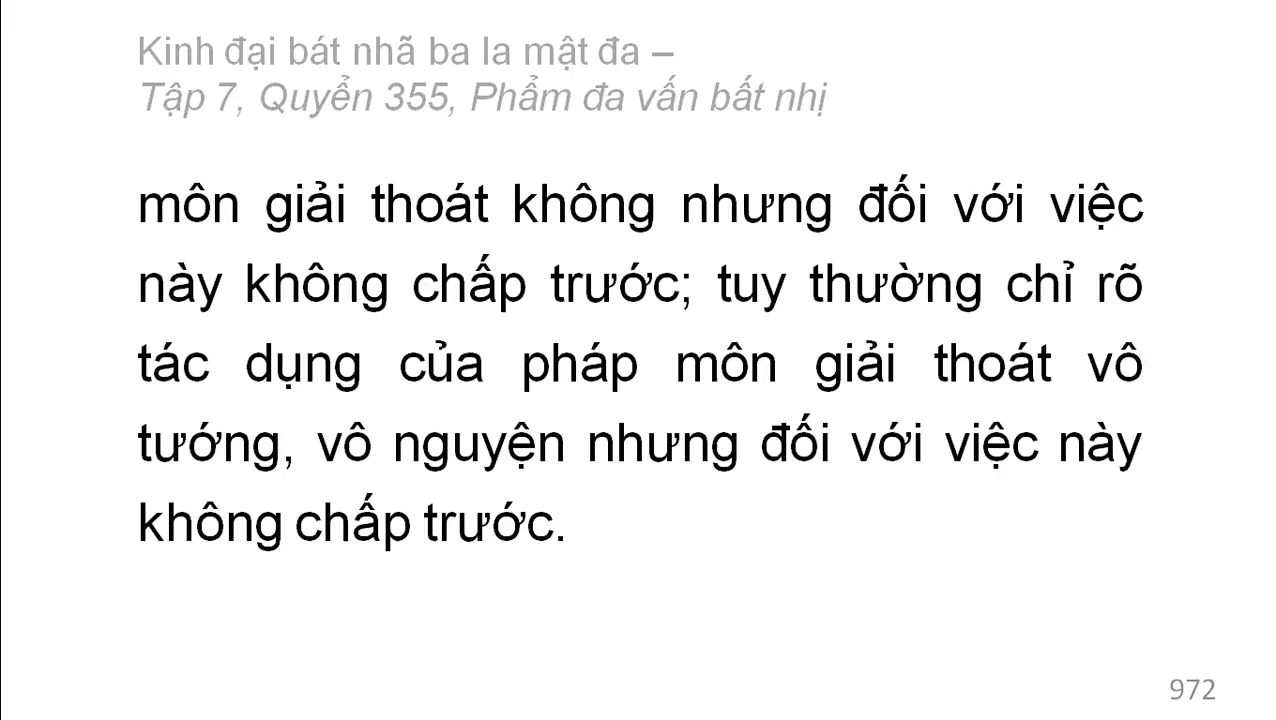 Kinh đại bát nhã ba la mật đa –
Tập 7, Quyển 355, Phẩm đa vấn bất nhị
môn giải thoát không nhưng đối với việc
này không chấp trước; tuy thường chỉ rõ
tác dụng của pháp môn giải thoát vô
tướng, vô nguyện nhưng đối với việc này
không chấp trước.
972